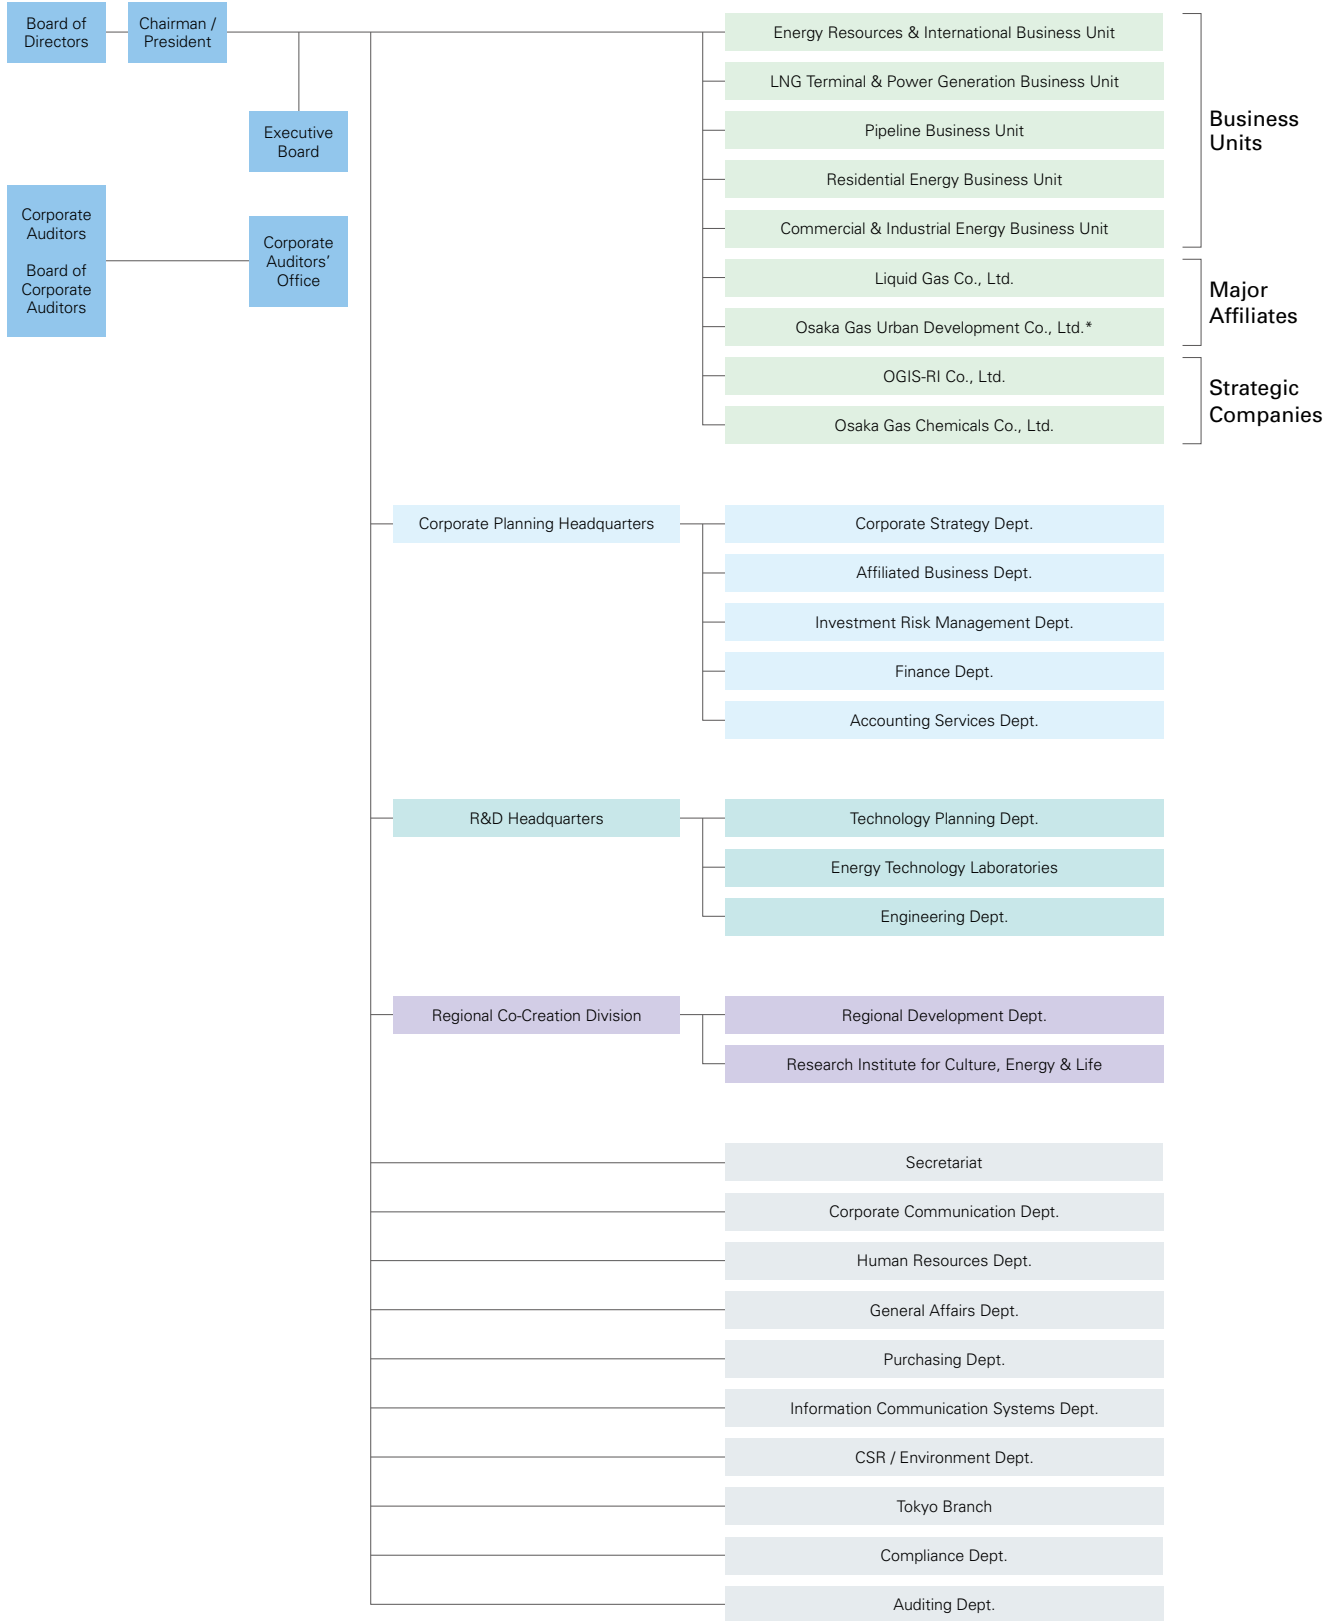 Board of
Directors
Chairman /
President
Executive
Board
Corporate
Auditors
Board of
Corporate
Auditors
Corporate
Auditors’
Office
Energy Resources & International Business Unit
LNG Terminal & Power Generation Business Unit
Pipeline Business Unit
Residential Energy Business Unit
Commercial & Industrial Energy Business Unit
Business
Units
Liquid Gas Co., Ltd.
Osaka Gas Urban Development Co., Ltd.*
Major
Affiliates
OGIS-RI Co., Ltd.
Osaka Gas Chemicals Co., Ltd.
Strategic
Companies
Corporate Planning Headquarters
Corporate Strategy Dept.
Affiliated Business Dept.
Investment Risk Management Dept.
Finance Dept.
Accounting Services Dept.
R&D Headquarters
Technology Planning Dept.
Energy Technology Laboratories
Engineering Dept.
Regional Co-Creation Division
Regional Development Dept.
Research Institute for Culture, Energy & Life
Secretariat
Corporate Communication Dept.
Human Resources Dept.
General Affairs Dept.
Purchasing Dept.
Information Communication Systems Dept.
CSR / Environment Dept.
Tokyo Branch
Compliance Dept.
Auditing Dept.